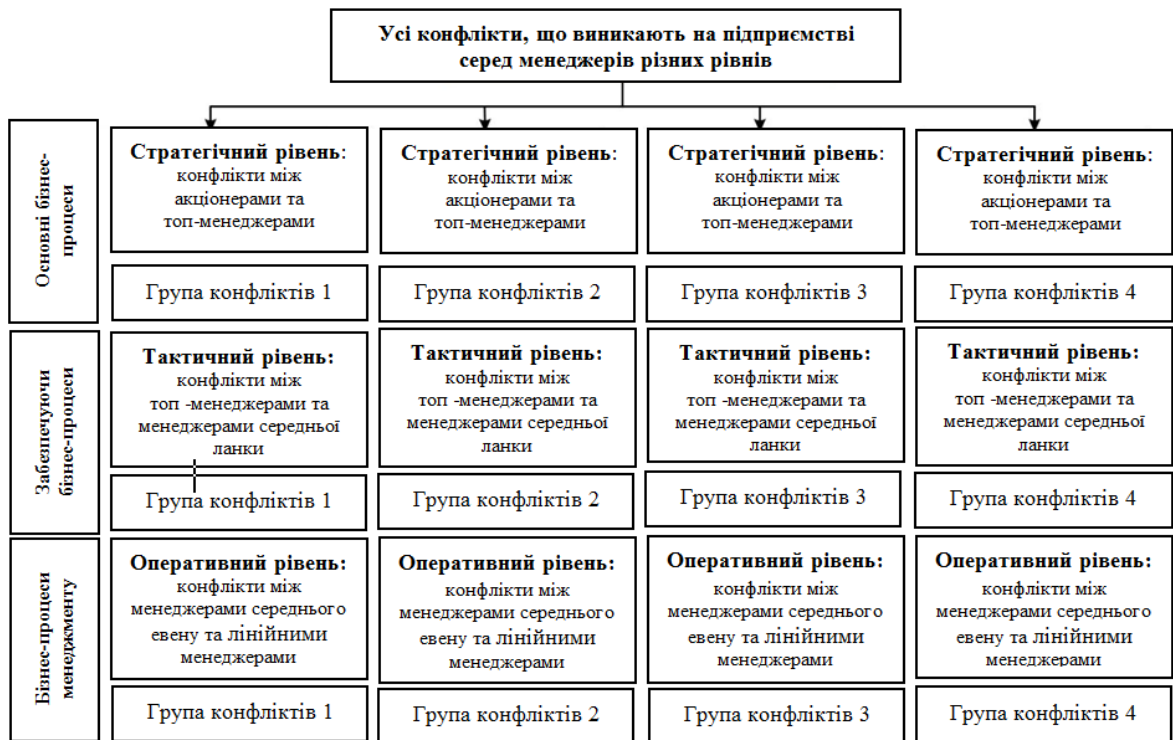 Усі конфлікти, що виникають на підприємстві
серед менеджерів різних рівнів
Основні бізнес-
процеси
Стратегічний рівень:
конфлікти між
акціонерами та
топ-менеджерами
Стратегічний рівень:
конфлікти між
акціонерами та
топ-менеджерами
Стратегічний рівень:
конфлікти між
акціонерами та
топ-менеджерами
Стратегічний рівень:
конфлікти між
акціонерами та
топ-менеджерами
Група конфліктів 1
Група конфліктів 2
Група конфліктів 3
Група конфліктів 4
Забезпечуючи
бізнес-процеси
Тактичний рівень:
конфлікти між
топ -менеджерами та
менеджерами середньої
ланки
Тактичний рівень:
конфлікти між
топ -менеджерами та
менеджерами середньої
ланки
Тактичний рівень:
конфлікти між
топ -менеджерами та
менеджерами середньої
ланки
Тактичний рівень:
конфлікти між
топ -менеджерами та
менеджерами середньої
ланки
Група конфліктів 1
Група конфліктів 2
Група конфліктів 3
Група конфліктів 4
Бізнес-процеси
менеджменту
Оперативний рівень:
конфлікти між
менеджерами середнього
евену та лінійними
менеджерами
Оперативний рівень:
конфлікти між
менеджерами середнього
евену та лінійними
менеджерами
Оперативний рівень:
конфлікти між
менеджерами середнього
евену та лінійними
менеджерами
Оперативний рівень:
конфлікти між
менеджерами середнього
евену та лінійними
менеджерами
Група конфліктів 1
Група конфліктів 2
Група конфліктів 3
Група конфліктів 4